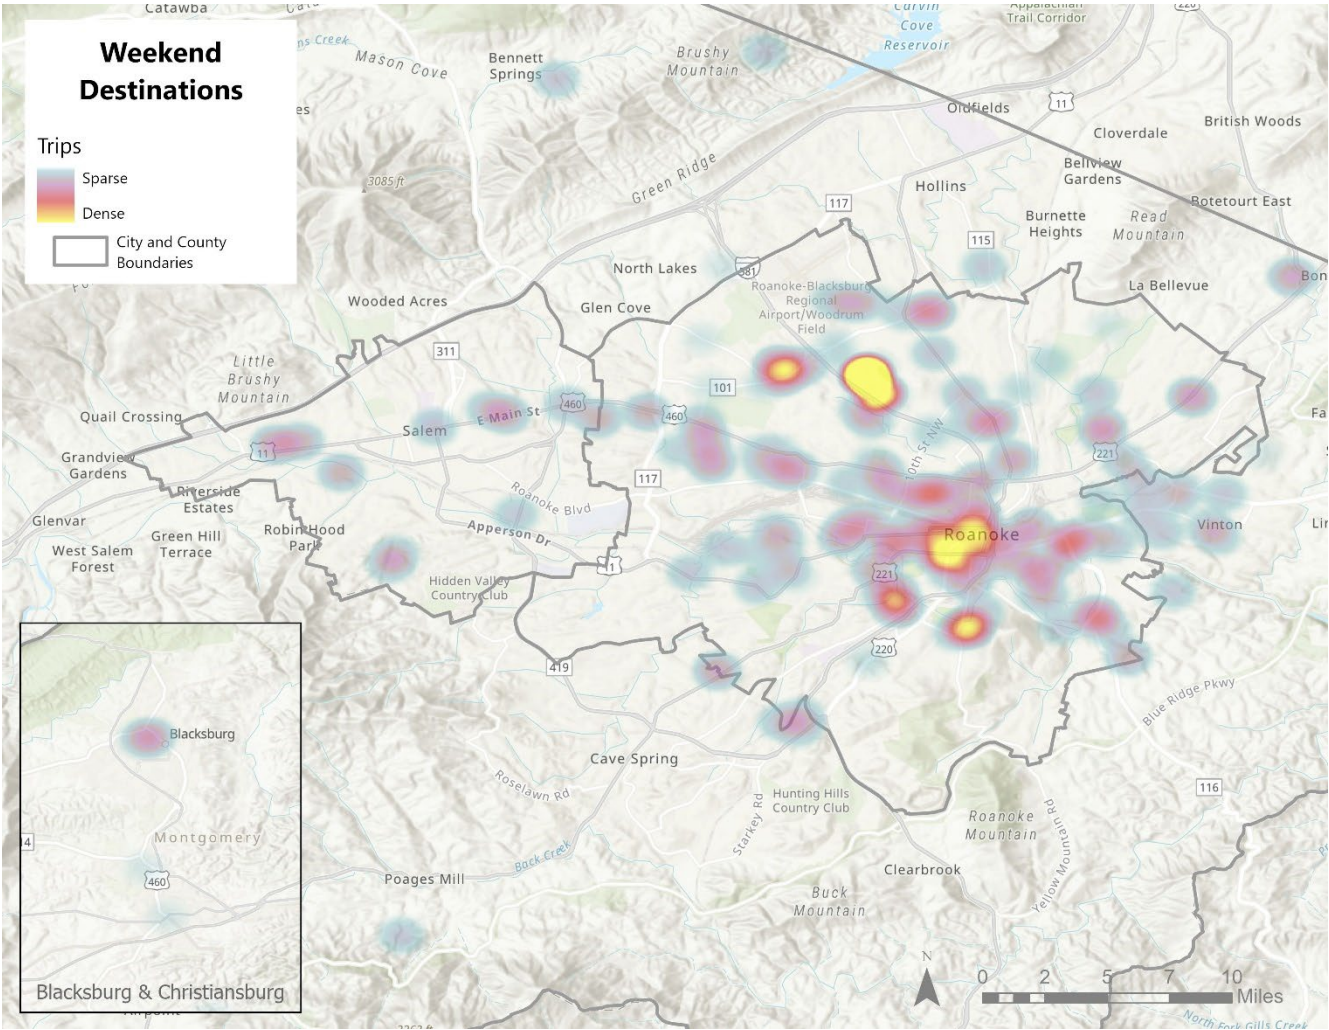 Catawba
Weekend
Destinations
Trips
Sparse
Dense
City and County
Boundaries
Mason Cove
Bennett
Springs
Brushy
Mountain
Carvin
Cove
Reservoir
Appalachian
Trail Corridor
220
11
Oldfields
British Woods
Cloverdale
Bellview
Gardens
3085 ft
Green Ridge
Hollins
117
Botetourt East
Burnette
Heights
Read
Mountain
115
North Lakes
581
Roanoke-Blacksburg
Regional
Airport/Woodrum
Field
La Bellevue
Wooded Acres
Glen Cove
311
Little
Brushy
Mountain
101
460
460
Quail Crossing
E Main St
Salem
10th St NW
11
221
Grandview
Gardens
117
Riverside
Estates
Roanoke Blvd
Glenvar
Green Hill
Terrace
Robin Hood
Park
Apperson Dr
Roanoke
Vinton
West Salem
Forest
Hidden Valley
Country Club
221
220
419
Blue Ridge Pkwy
Cave Spring
Roselawn Rd
Starkey Rd
Hunting Hills
Country Club
116
Roanoke
Mountain
Yellow Mountain Rd
Back Creek
Poages Mill
Clearbrook
Buck
Mountain
Blacksburg
Montgomery
460
Blacksburg & Christiansburg
N
0 2 5 7 10
Miles
North Fork Gills Creek